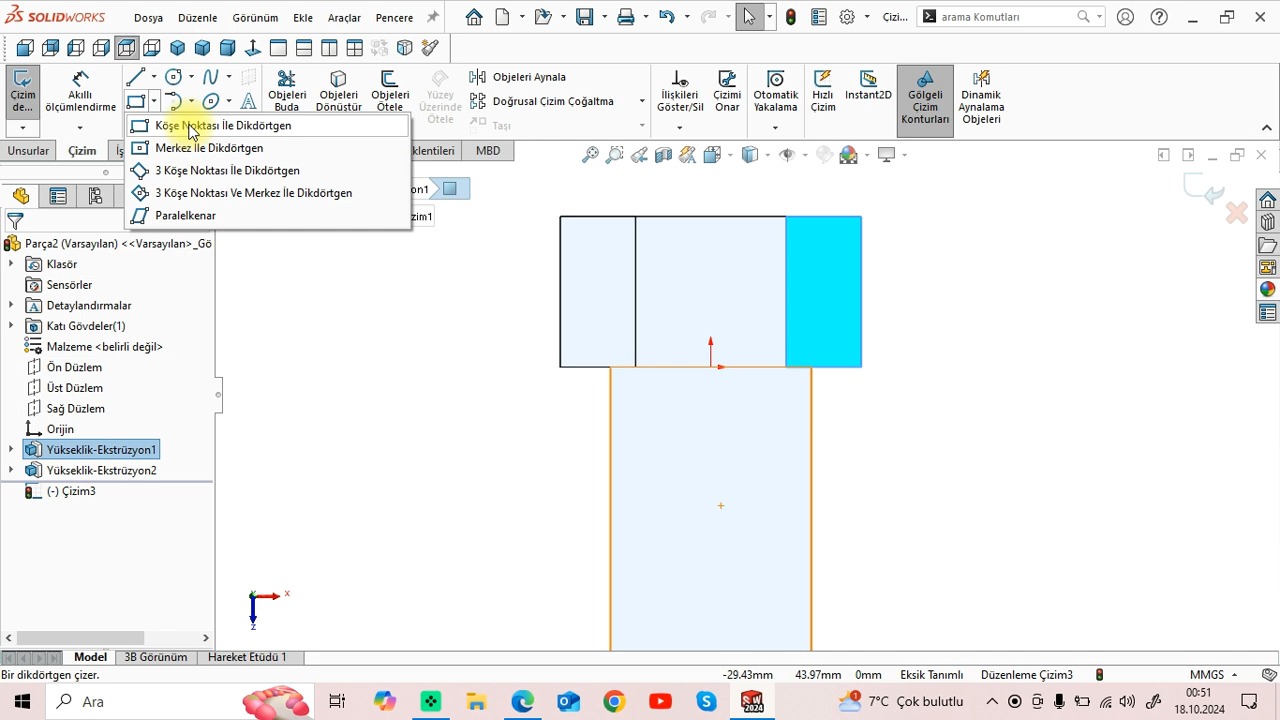 SOLIDWORKS Dosya Düzenle Görünüm Ekle Araçlar Pencere Çizi... arama Komutları
Çizim de... Akıllı ölçümlendirme Objeleri Buda Objeleri Dönüştür Objeleri Ötele Yüzey Üzerinde Ötele Objeleri Aynala Doğrusal Çizim Çoğaltma Taşı İlişkileri Göster/Sil Objeleri Yakalama Çizimi Onar Hızlı Çizim Instant2D Gölgeli Çizim Konturları Dinamik Aynalama Objeleri
Köşe Noktası İle Dikdörtgen
Merkez İle Dikdörtgen
3 Köşe Noktası İle Dikdörtgen
3 Köşe Noktası Ve Merkez İle Dikdörtgen
Paralelkenar
Unsurlar Çizim klentileri MBD
on1
zim1
Parça2 (Varsayılan) <<Varsayılan>_Gö
Klasör
Sensörler
Detaylandırmalar
Katı Gövdeler(1)
Malzeme <belirli değil>
Ön Düzlem
Üst Düzlem
Sağ Düzlem
Orijin
Yükseklik-Ekstrüzyon1
Yükseklik-Ekstrüzyon2
(-) Çizim3
x
z
Model 3B Görünüm Hareket Etüdü 1
Bir dikdörtgen çizer. -29.43mm 43.97mm 0mm Eksik Tanımlı Düzenleme Çizim3 MMGS
Ara 7°C Çok bulutlu 00:51
18.10.2024